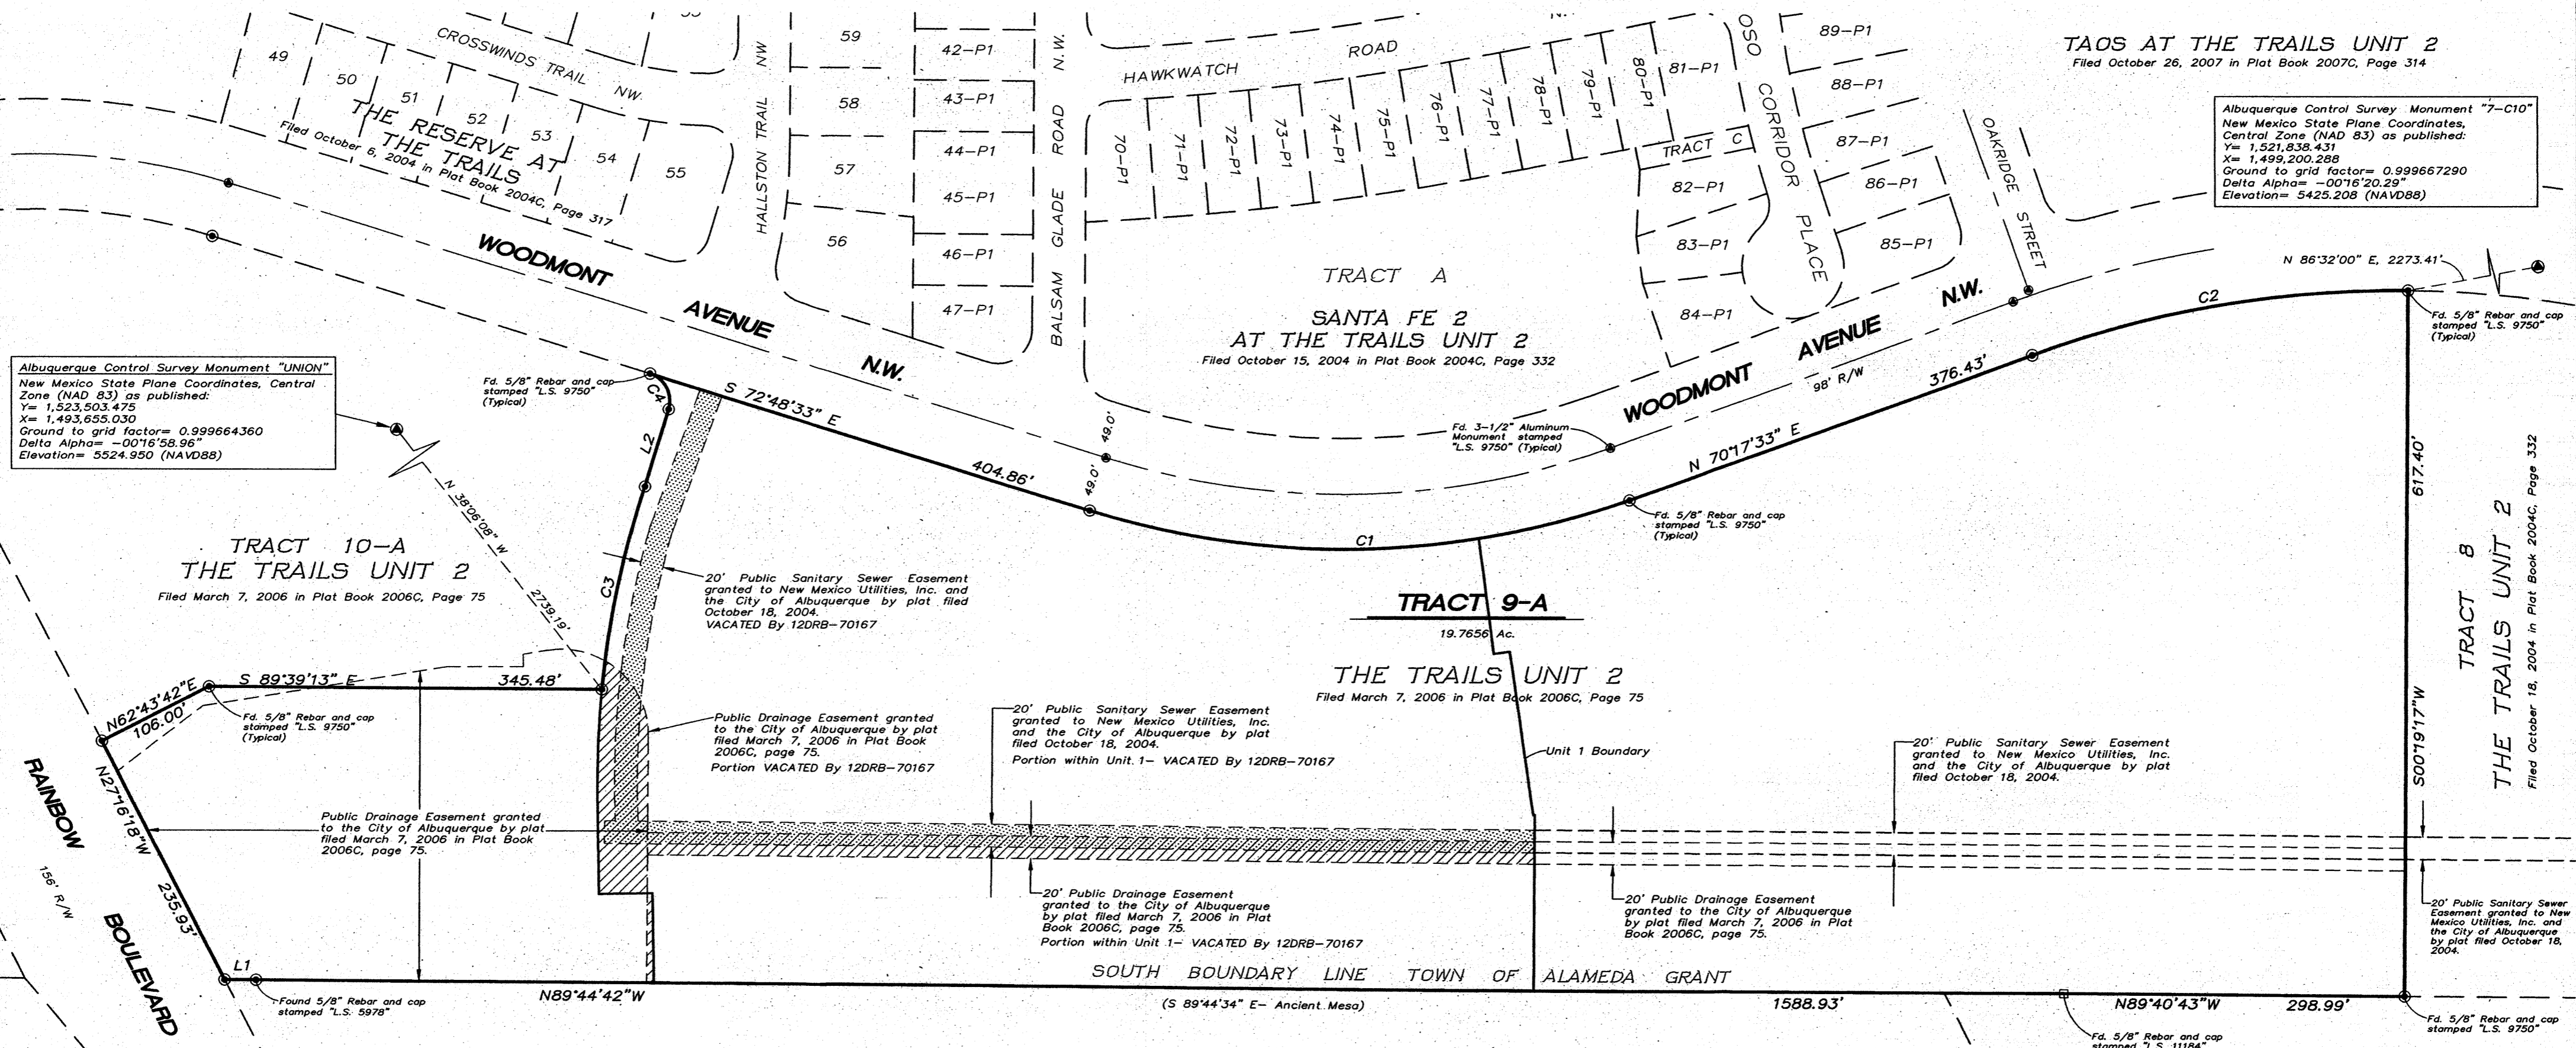 49
50
51
52
53
54
55
CROSSWINDS TRAIL NW
THE RESERVE AT
THE TRAILS
Filed October 6, 2004 in Plat Book 2004C, Page 317
HALLSTON TRAIL NW
59
58
57
56
42-P1
43-P1
44-P1
45-P1
46-P1
47-P1
BALSAM GLADE ROAD N.W.
HAWKWATCH ROAD
70-P1
71-P1
72-P1
73-P1
74-P1
75-P1
76-P1
77-P1
78-P1
79-P1
80-P1
81-P1
TRACT C
82-P1
83-P1
84-P1
OSO CORRIDOR PLACE
89-P1
88-P1
87-P1
86-P1
85-P1
OAKRIDGE STREET
TAOS AT THE TRAILS UNIT 2
Filed October 26, 2007 in Plat Book 2007C, Page 314
Albuquerque Control Survey Monument "7-C10"
New Mexico State Plane Coordinates,
Central Zone (NAD 83) as published:
Y= 1,521,838.431
X= 1,499,200.288
Ground to grid factor= 0.999667290
Delta Alpha= -00°16'20.29"
Elevation= 5425.208 (NAVD88)
TRACT A
SANTA FE 2
AT THE TRAILS UNIT 2
Filed October 15, 2004 in Plat Book 2004C, Page 332
WOODMONT AVENUE N.W.
WOODMONT AVENUE N.W.
98' R/W
N 86°32'00" E, 2273.41'
C2
Fd. 5/8" Rebar and cap
stamped "L.S. 9750"
(Typical)
Albuquerque Control Survey Monument "UNION"
New Mexico State Plane Coordinates, Central
Zone (NAD 83) as published:
Y= 1,523,503.475
X= 1,493,655.030
Ground to grid factor= 0.999664360
Delta Alpha= -00°16'58.96"
Elevation= 5524.950 (NAVD88)
Fd. 5/8" Rebar and cap
stamped "L.S. 9750"
(Typical)
C4
L2
C3
S 72°48'33" E
404.86'
49.0'
49.0'
C1
Fd. 3-1/2" Aluminum
Monument stamped
"L.S. 9750" (Typical)
N 70°17'33" E
376.43'
Fd. 5/8" Rebar and cap
stamped "L.S. 9750"
(Typical)
N 38°06'08" W
2739.19'
TRACT 10-A
THE TRAILS UNIT 2
Filed March 7, 2006 in Plat Book 2006C, Page 75
20' Public Sanitary Sewer Easement
granted to New Mexico Utilities, Inc. and
the City of Albuquerque by plat filed
October 18, 2004.
VACATED By 12DRB-70167
TRACT 9-A
19.7656 Ac.
THE TRAILS UNIT 2
Filed March 7, 2006 in Plat Book 2006C, Page 75
617.40'
S00°19'17"W
TRACT 8
THE TRAILS UNIT 2
Filed October 18, 2004 in Plat Book 2004C, Page 332
N62°43'42"E
106.00'
S 89°39'13" E
345.48'
Fd. 5/8" Rebar and cap
stamped "L.S. 9750"
(Typical)
Public Drainage Easement granted
to the City of Albuquerque by plat
filed March 7, 2006 in Plat Book
2006C, page 75.
Portion VACATED By 12DRB-70167
20' Public Sanitary Sewer Easement
granted to New Mexico Utilities, Inc.
and the City of Albuquerque by plat
filed October 18, 2004.
Portion within Unit 1- VACATED By 12DRB-70167
Unit 1 Boundary
20' Public Sanitary Sewer Easement
granted to New Mexico Utilities, Inc.
and the City of Albuquerque by plat
filed October 18, 2004.
RAINBOW BOULEVARD
156' R/W
N27°16'18"W
235.93'
Public Drainage Easement granted
to the City of Albuquerque by plat
filed March 7, 2006 in Plat Book
2006C, page 75.
20' Public Drainage Easement
granted to the City of Albuquerque
by plat filed March 7, 2006 in Plat
Book 2006C, page 75.
Portion within Unit 1- VACATED By 12DRB-70167
20' Public Drainage Easement
granted to the City of Albuquerque
by plat filed March 7, 2006 in Plat
Book 2006C, page 75.
20' Public Sanitary Sewer
Easement granted to New
Mexico Utilities, Inc. and
the City of Albuquerque
by plat filed October 18,
2004.
L1
Found 5/8" Rebar and cap
stamped "L.S. 5978"
N89°44'42"W
SOUTH BOUNDARY LINE TOWN OF ALAMEDA GRANT
(S 89°44'34" E- Ancient Mesa)
1588.93'
N89°40'43"W
298.99'
Fd. 5/8" Rebar and cap
stamped "L.S. 11184"
Fd. 5/8" Rebar and cap
stamped "L.S. 9750"